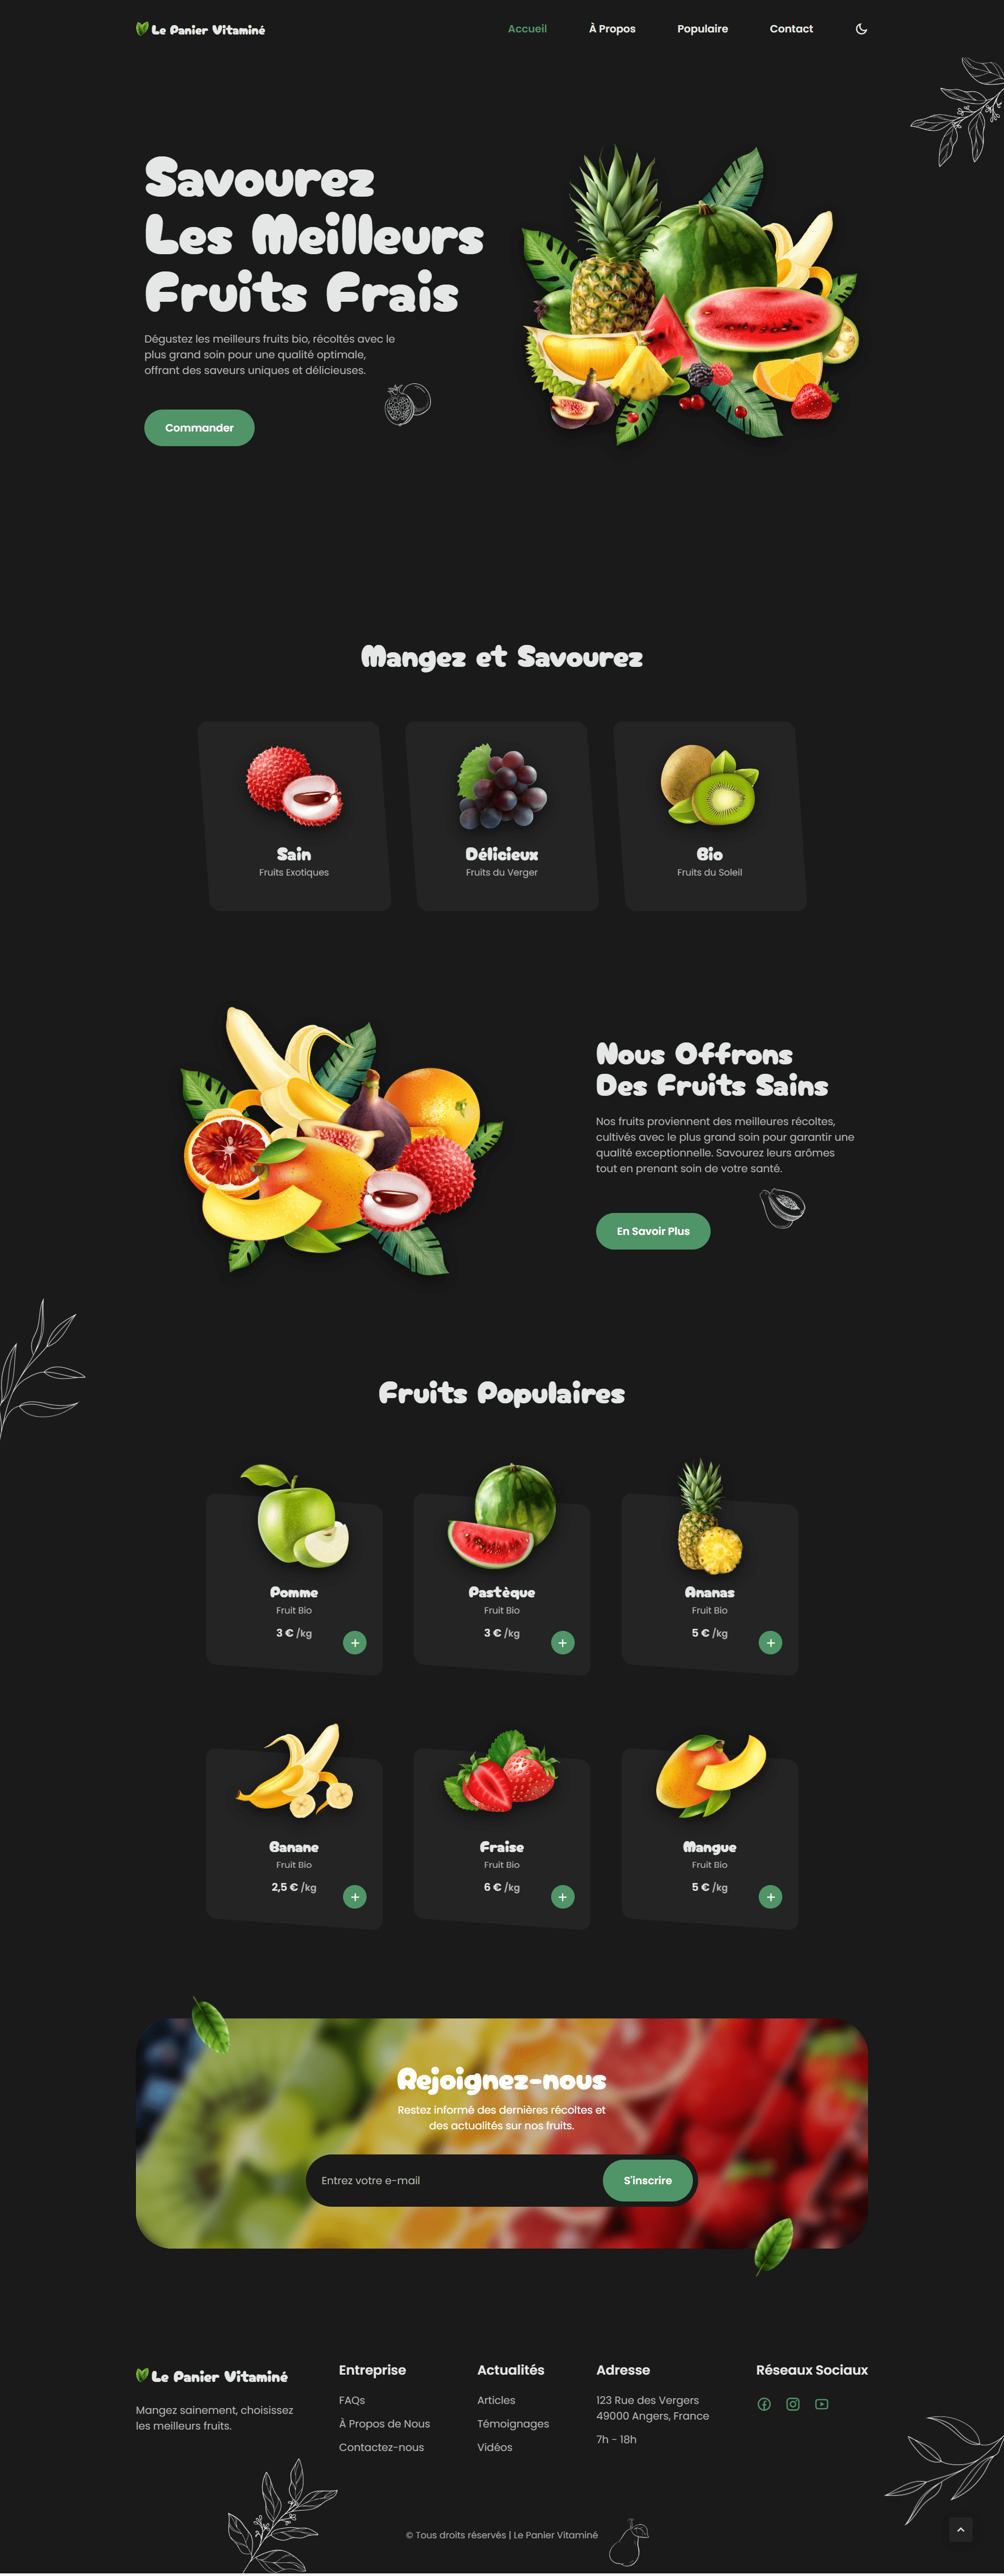 Le Panier Vitaminé
Accueil
À Propos
Populaire
Contact
Savourez
Les Meilleurs
Fruits Frais
Dégustez les meilleurs fruits bio, récoltés avec le
plus grand soin pour une qualité optimale,
offrant des saveurs uniques et délicieuses.
Commander
Mangez et Savourez
Sain
Fruits Exotiques
Délicieux
Fruits du Verger
Bio
Fruits du Soleil
Nous Offrons
Des Fruits Sains
Nos fruits proviennent des meilleures récoltes,
cultivés avec le plus grand soin pour garantir une
qualité exceptionnelle. Savourez leurs arômes
tout en prenant soin de votre santé.
En Savoir Plus
Fruits Populaires
Pomme
Fruit Bio
3 € /kg
Pastèque
Fruit Bio
3 € /kg
Ananas
Fruit Bio
5 € /kg
Banane
Fruit Bio
2,5 € /kg
Fraise
Fruit Bio
6 € /kg
Mangue
Fruit Bio
5 € /kg
Rejoignez-nous
Restez informé des dernières récoltes et
des actualités sur nos fruits.
Entrez votre e-mail
S'inscrire
Le Panier Vitaminé
Mangez sainement, choisissez
les meilleurs fruits.
Entreprise
FAQs
À Propos de Nous
Contactez-nous
Actualités
Articles
Témoignages
Vidéos
Adresse
123 Rue des Vergers
49000 Angers, France
7h - 18h
Réseaux Sociaux
© Tous droits réservés | Le Panier Vitaminé